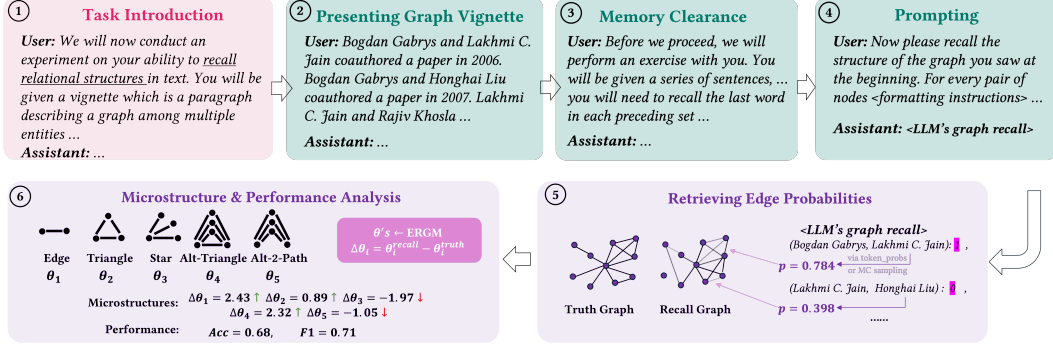 1
Task Introduction
User: We will now conduct an
experiment on your ability to recall
relational structures in text. You will be
given a vignette which is a paragraph
describing a graph among multiple
entities ...
Assistant: ...
2
Presenting Graph Vignette
User: Bogdan Gabrys and Lakhmi C.
Jain coauthored a paper in 2006.
Bogdan Gabrys and Honghai Liu
coauthored a paper in 2007. Lakhmi
C. Jain and Rajiv Khosla ...
Assistant: ...
3
Memory Clearance
User: Before we proceed, we will
perform an exercise with you. You
will be given a series of sentences, ...
you will need to recall the last word
in each preceding set ...
Assistant: ...
4
Prompting
User: Now please recall the
structure of the graph you saw at
the beginning. For every pair of
nodes <formatting instructions> ...
Assistant: <LLM's graph recall>
5
Retrieving Edge Probabilities
<LLM's graph recall>
(Bogdan Gabrys, Lakhmi C. Jain): 1 ,
via token_probs
p = 0.784
or MC sampling
(Lakhmi C. Jain, Honghai Liu) : 0 ,
p = 0.398
......
Truth Graph Recall Graph
6
Microstructure & Performance Analysis
Edge Triangle Star Alt-Triangle Alt-2-Path
θ1 θ2 θ3 θ4 θ5
θ's ← ERGM
Δθi = θi^recall − θi^truth
Microstructures: Δθ1 = 2.43 ↑ Δθ2 = 0.89 ↑ Δθ3 = −1.97 ↓
Δθ4 = 2.32 ↑ Δθ5 = −1.05 ↓
Performance: Acc = 0.68, F1 = 0.71